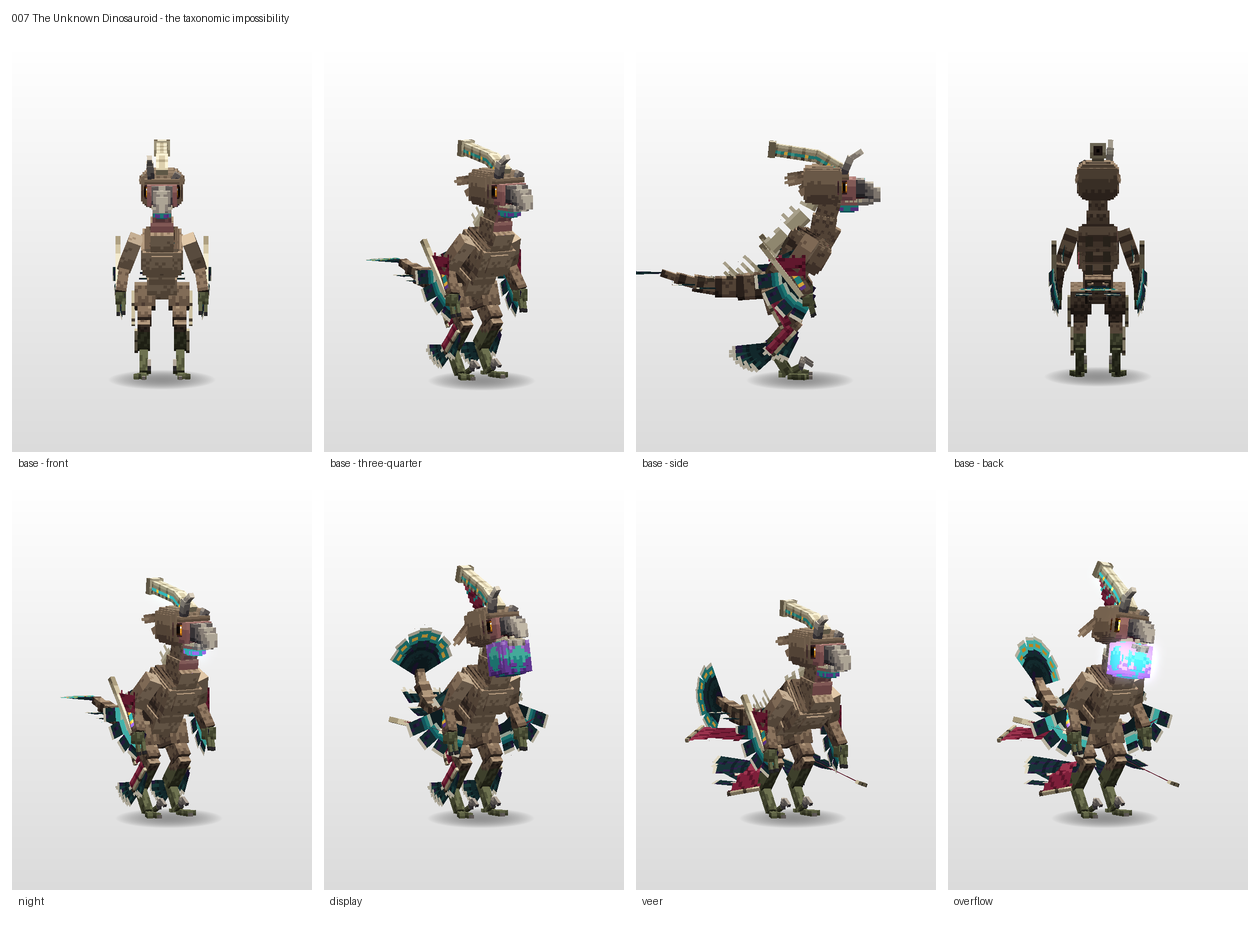 007 The Unknown Dinosauroid - the taxonomic impossibility
base - front
base - three-quarter
base - side
base - back
night
display
veer
overflow